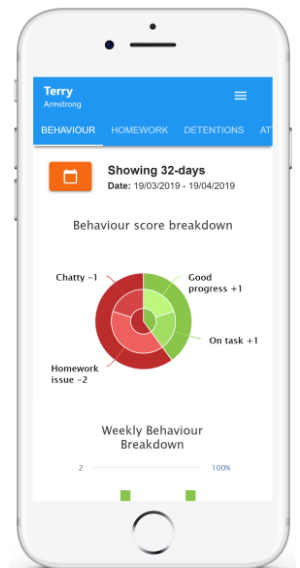 Terry
Armstrong
BEHAVIOUR HOMEWORK DETENTIONS AT
Showing 32-days
Date: 19/03/2019 - 19/04/2019
Behaviour score breakdown
Chatty -1
Good
progress +1
On task +1
Homework
issue -2
Weekly Behaviour
Breakdown
2 100%